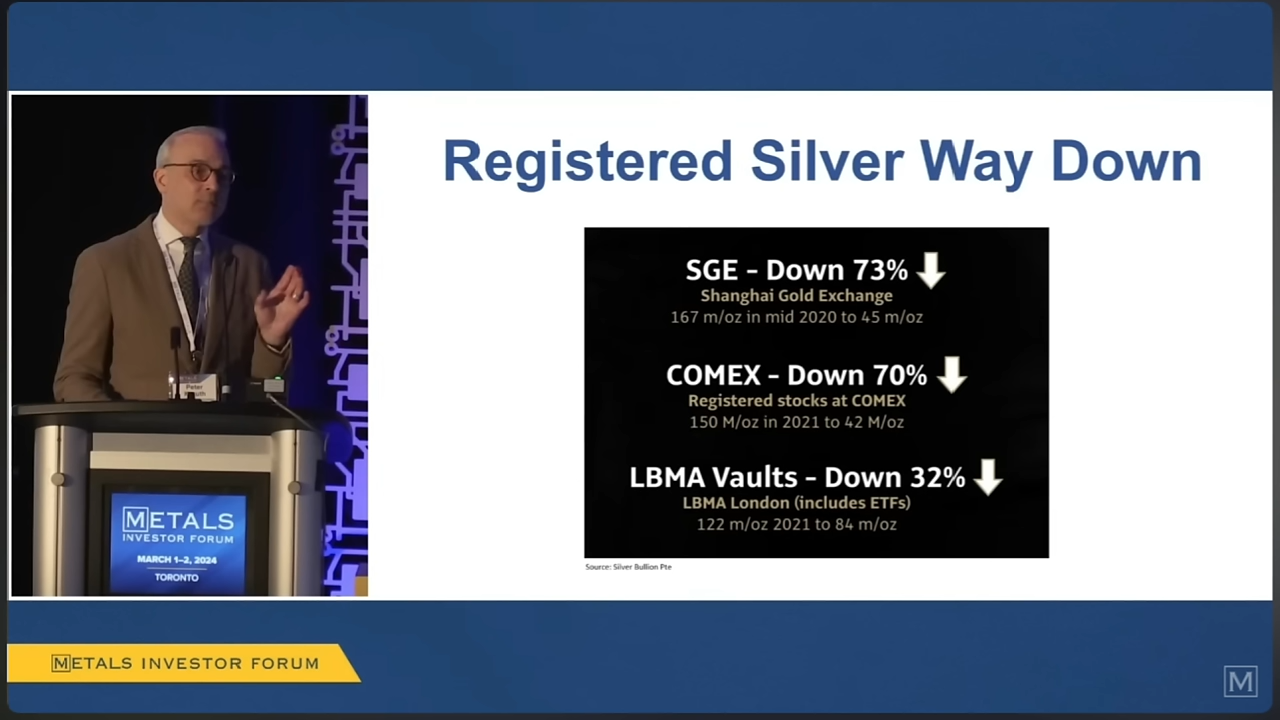 Registered Silver Way Down
SGE – Down 73%
Shanghai Gold Exchange
167 m/oz in mid 2020 to 45 m/oz
COMEX – Down 70%
Registered stocks at COMEX
150 M/oz in 2021 to 42 M/oz
LBMA Vaults – Down 32%
LBMA London (includes ETFs)
122 m/oz 2021 to 84 m/oz
Source: Silver Bullion Pte
Peter
METALS
INVESTOR FORUM
MARCH 1–2, 2024
TORONTO
METALS INVESTOR FORUM
M